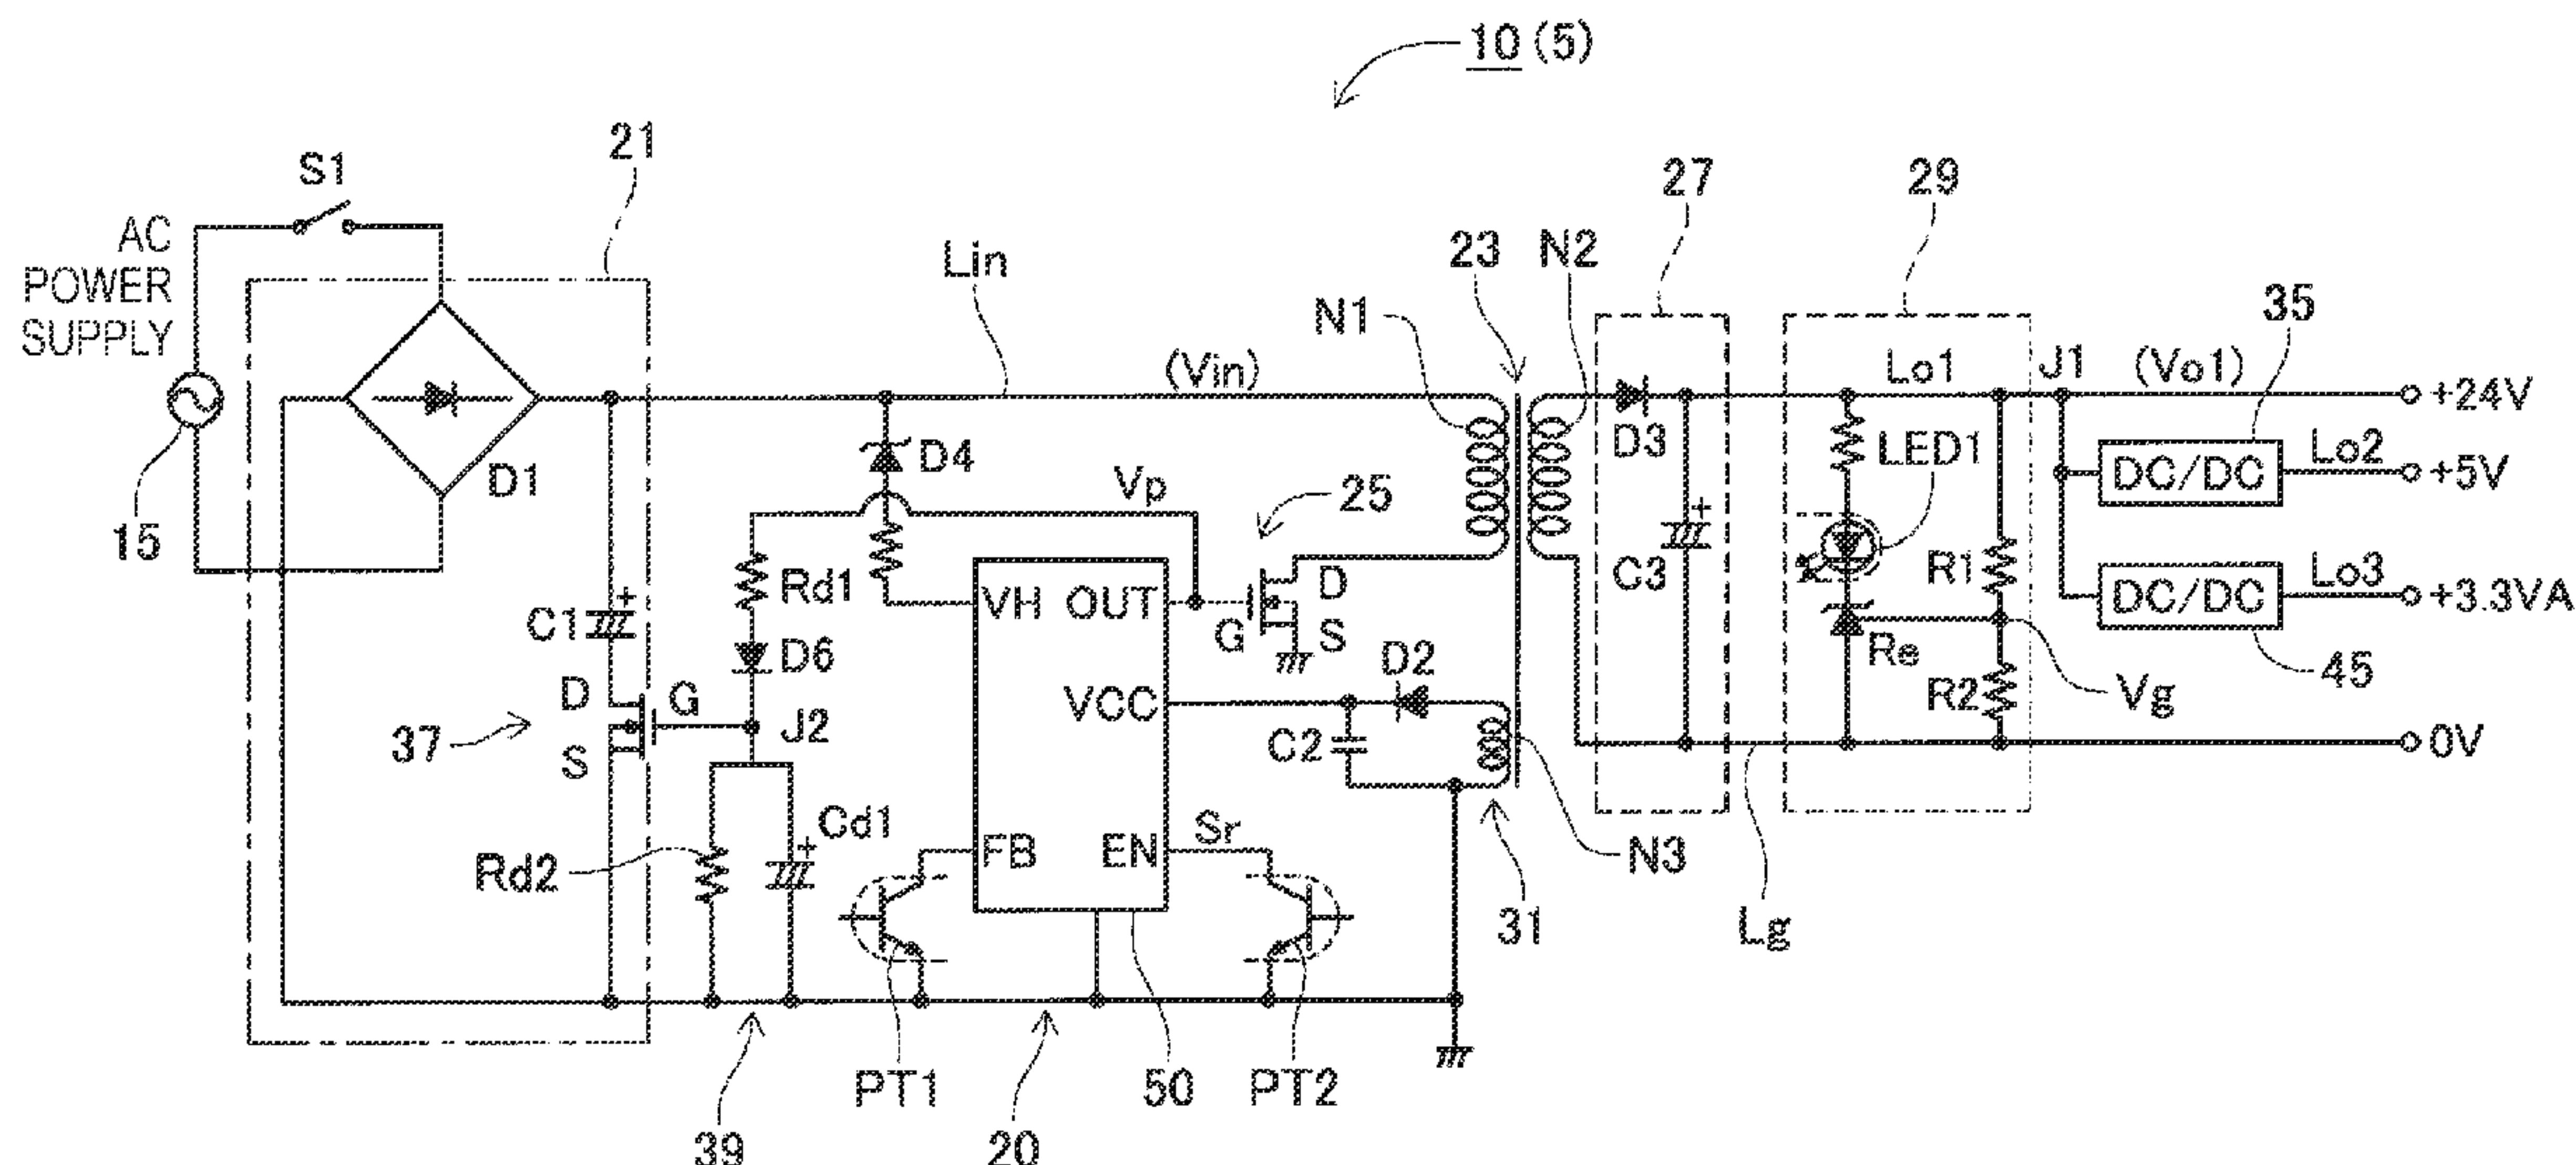 10 (5)
21
S1
27
29
AC
POWER
SUPPLY
Lin
23
N2
35
N1
(Vin)
Lo1
J1
(Vo1)
+24V
D4
D3
LED1
DC/DC
Lo2
+5V
D1
Vp
25
15
Rd1
VH
OUT
D
C3
R1
DC/DC
Lo3
+3.3VA
C1
+
G
S
D6
D2
Re
45
D
G
VCC
R2
Vg
37
J2
C2
0V
S
Cd1
+
Rd2
FB
EN
Sr
N3
31
Lg
PT1
50
PT2
39
20
+